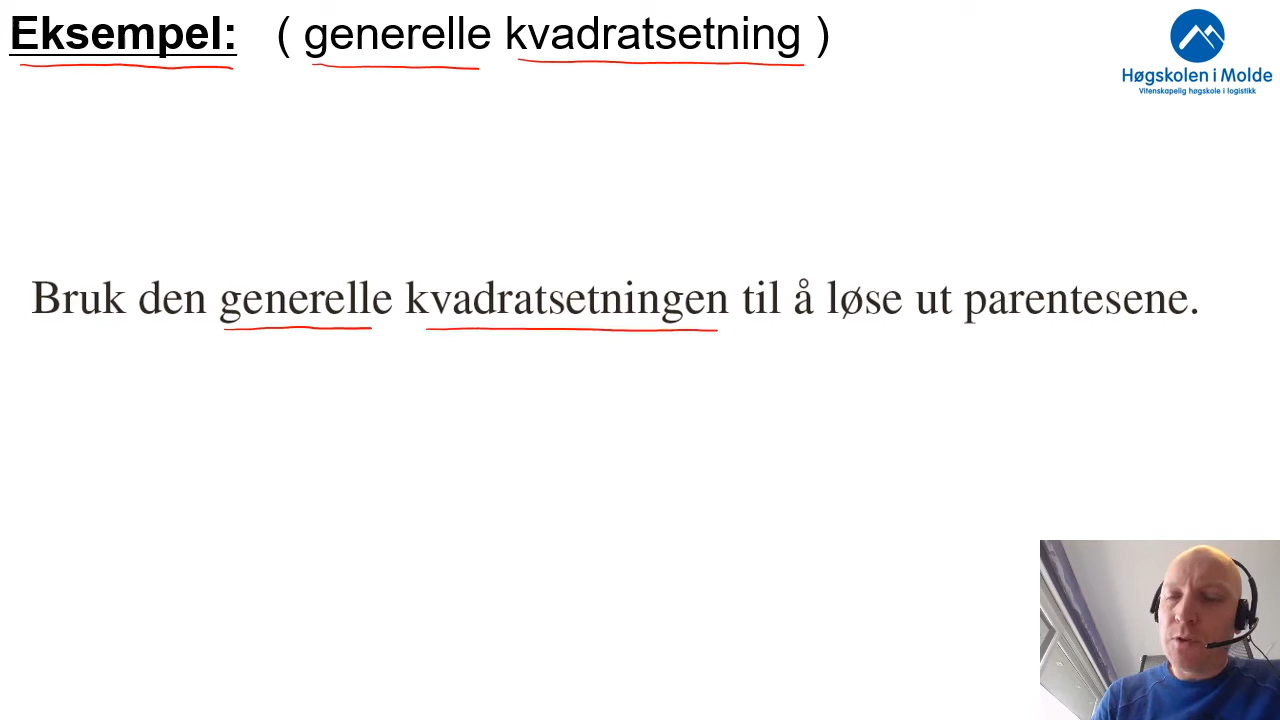 Eksempel: ( generelle kvadratsetning )
Høgskolen i Molde
Vitenskapelig høgskole i logistikk
Bruk den generelle kvadratsetningen til å løse ut parentesene.